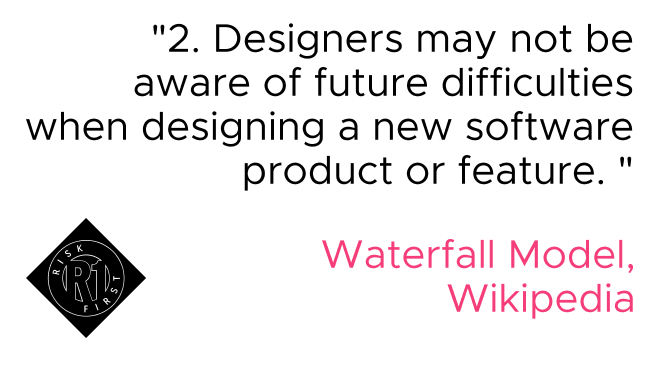 "2. Designers may not be
aware of future difficulties
when designing a new software
product or feature. "
Waterfall Model,
Wikipedia
RISK
R1
FIRST